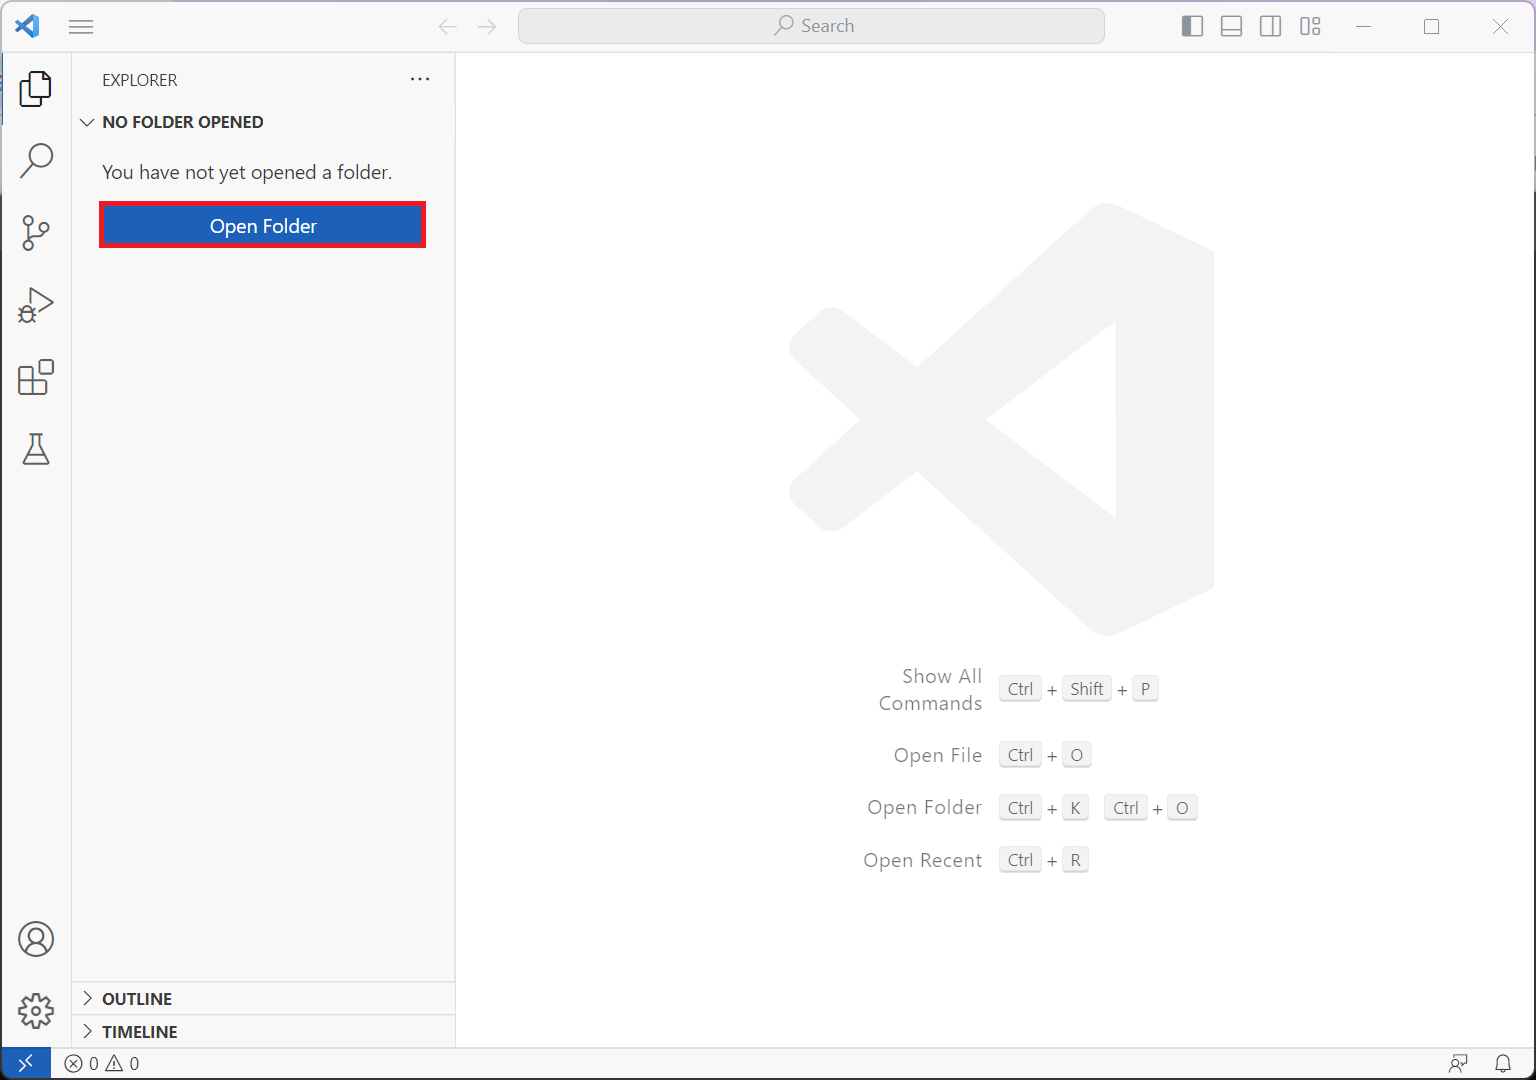 Search
EXPLORER
NO FOLDER OPENED
You have not yet opened a folder.
Open Folder
Show All Commands Ctrl + Shift + P
Open File Ctrl + O
Open Folder Ctrl + K Ctrl + O
Open Recent Ctrl + R
OUTLINE
TIMELINE
0 0